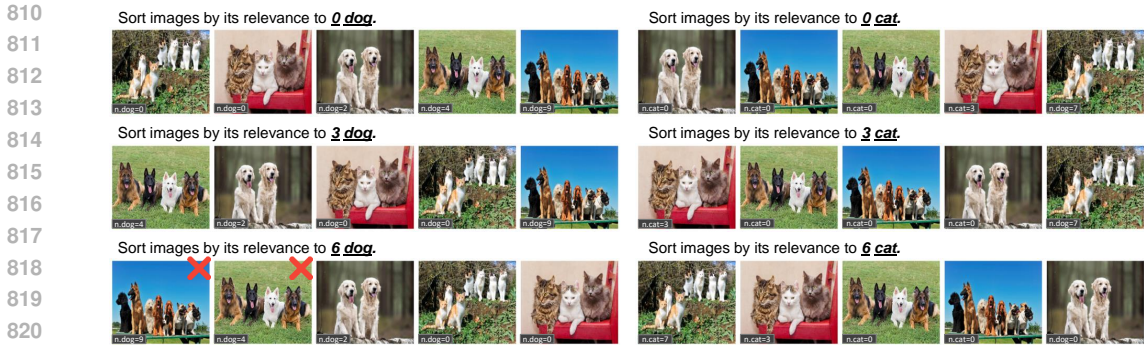 810
811
812
813
814
815
816
817
818
819
820
Sort images by its relevance to 0 dog.
n.dog=0 n.dog=0 n.dog=2 n.dog=4 n.dog=9
Sort images by its relevance to 3 dog.
n.dog=4 n.dog=2 n.dog=0 n.dog=0 n.dog=9
Sort images by its relevance to 6 dog.
n.dog=9 n.dog=4 n.dog=2 n.dog=0 n.dog=0
Sort images by its relevance to 0 cat.
n.cat=0 n.cat=0 n.cat=0 n.cat=3 n.dog=7
Sort images by its relevance to 3 cat.
n.cat=3 n.cat=0 n.cat=0 n.cat=0 n.dog=7
Sort images by its relevance to 6 cat.
n.cat=7 n.cat=3 n.cat=0 n.cat=0 n.dog=0